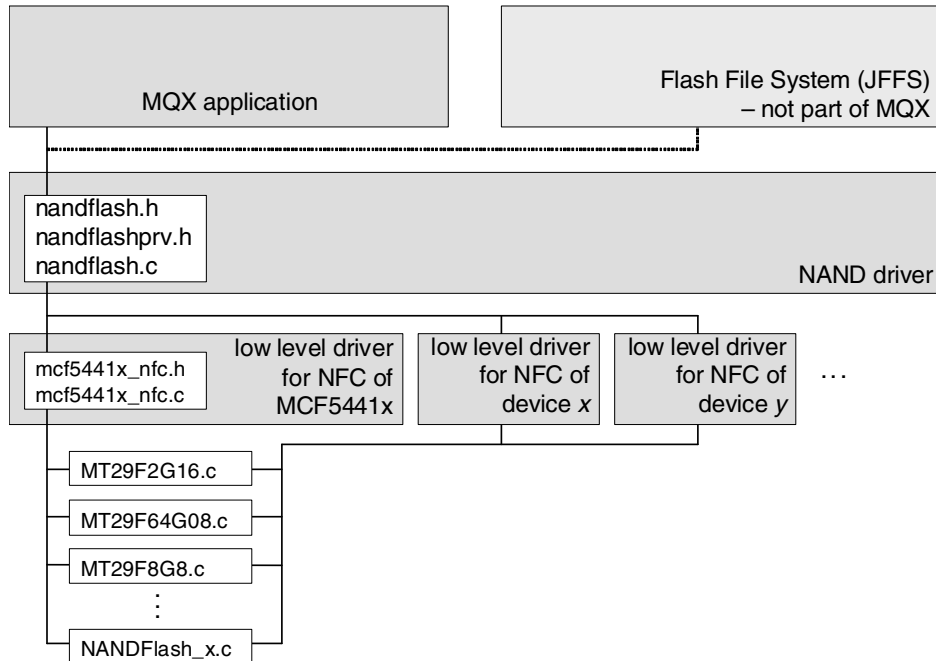 MQX application
Flash File System (JFFS)
– not part of MQX
nandflash.h
nandflashprv.h
nandflash.c
NAND driver
mcf5441x_nfc.h
mcf5441x_nfc.c
low level driver
for NFC of
MCF5441x
low level driver
for NFC of
device x
low level driver
for NFC of
device y
...
MT29F2G16.c
MT29F64G08.c
MT29F8G8.c
⋮
NANDFlash_x.c